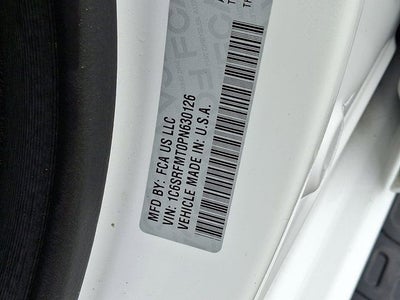 MFD BY: FCA US LLC
VIN: 1C6SRFMT0PN630126
VEHICLE MADE IN: U.S.A.